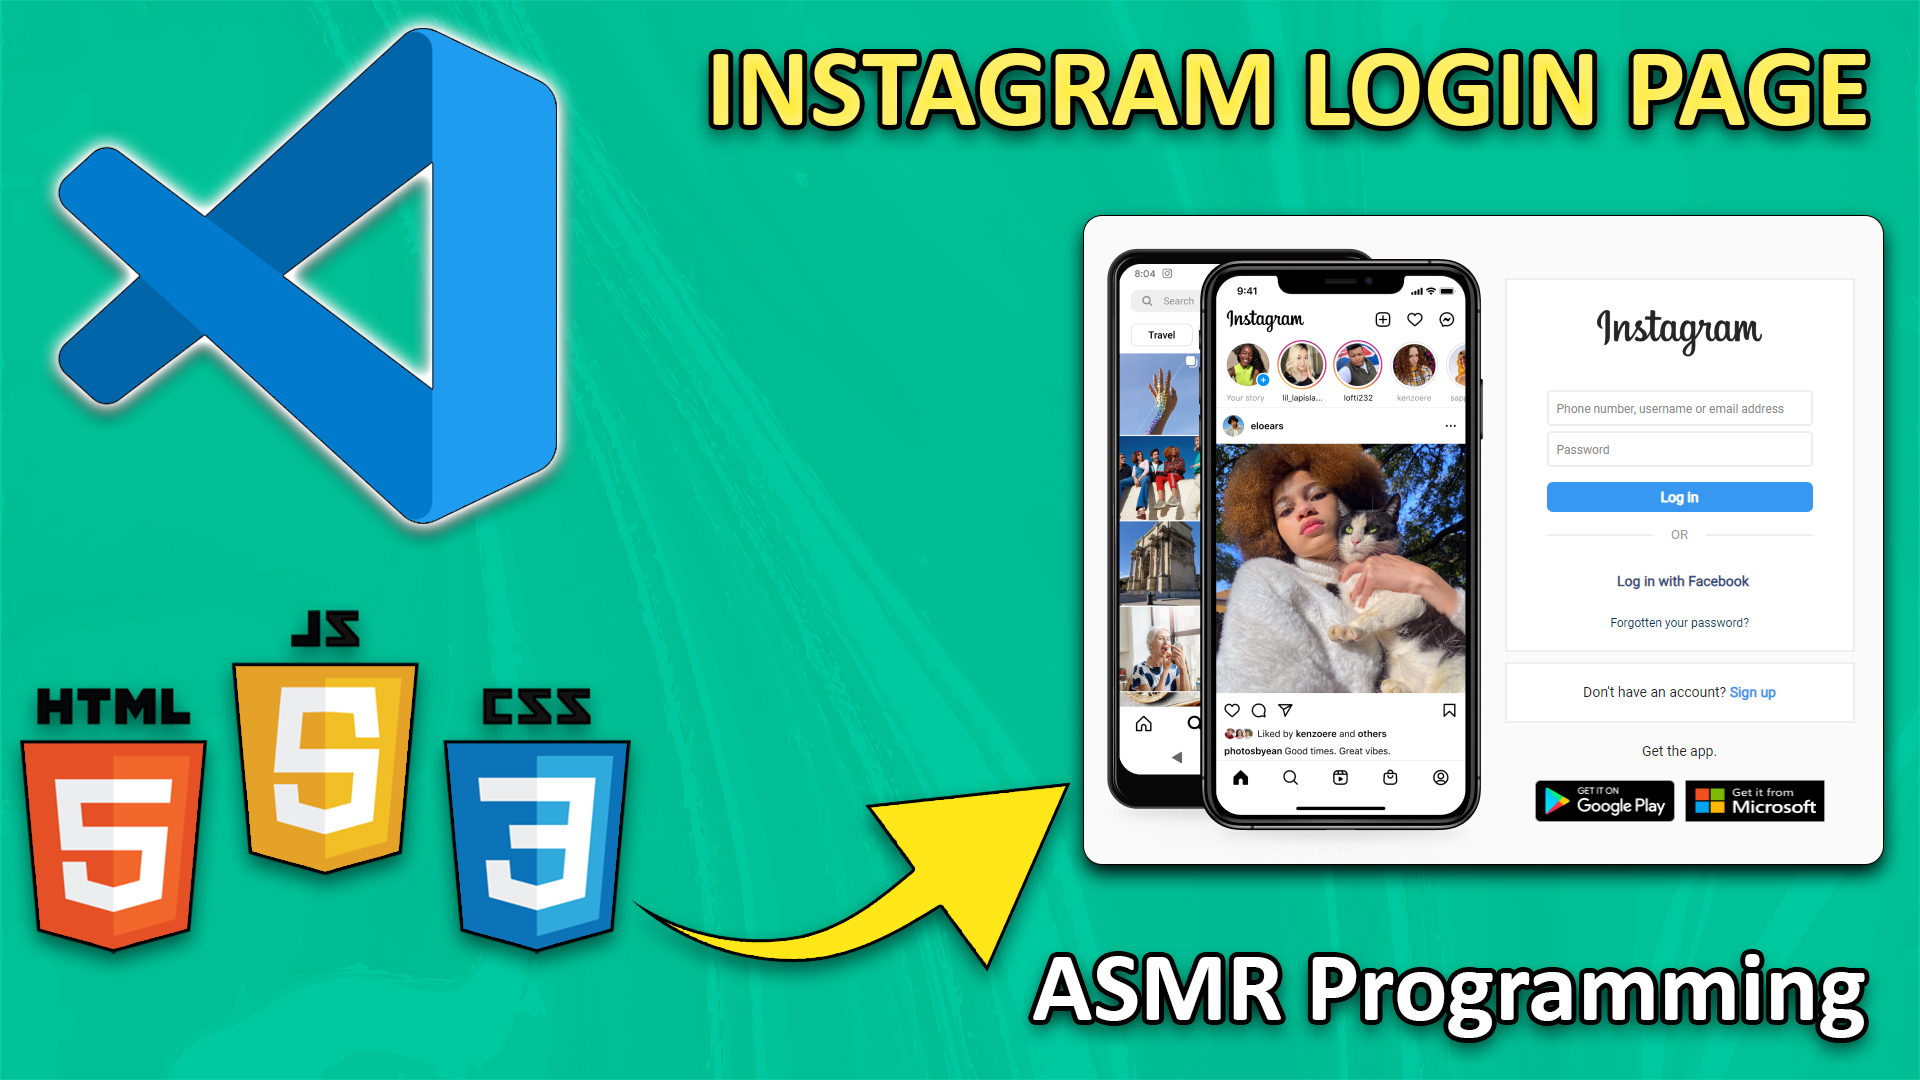 INSTAGRAM LOGIN PAGE
JS
HTML
CSS
8:04
Search
Travel
9:41
Instagram
Your story
lil_lapisla...
lofti232
kenzoere
sapp
eloears
Liked by kenzoere and others
photosbyean Good times. Great vibes.
Instagram
Phone number, username or email address
Password
Log in
OR
Log in with Facebook
Forgotten your password?
Don't have an account? Sign up
Get the app.
GET IT ON
Google Play
Get it from
Microsoft
ASMR Programming